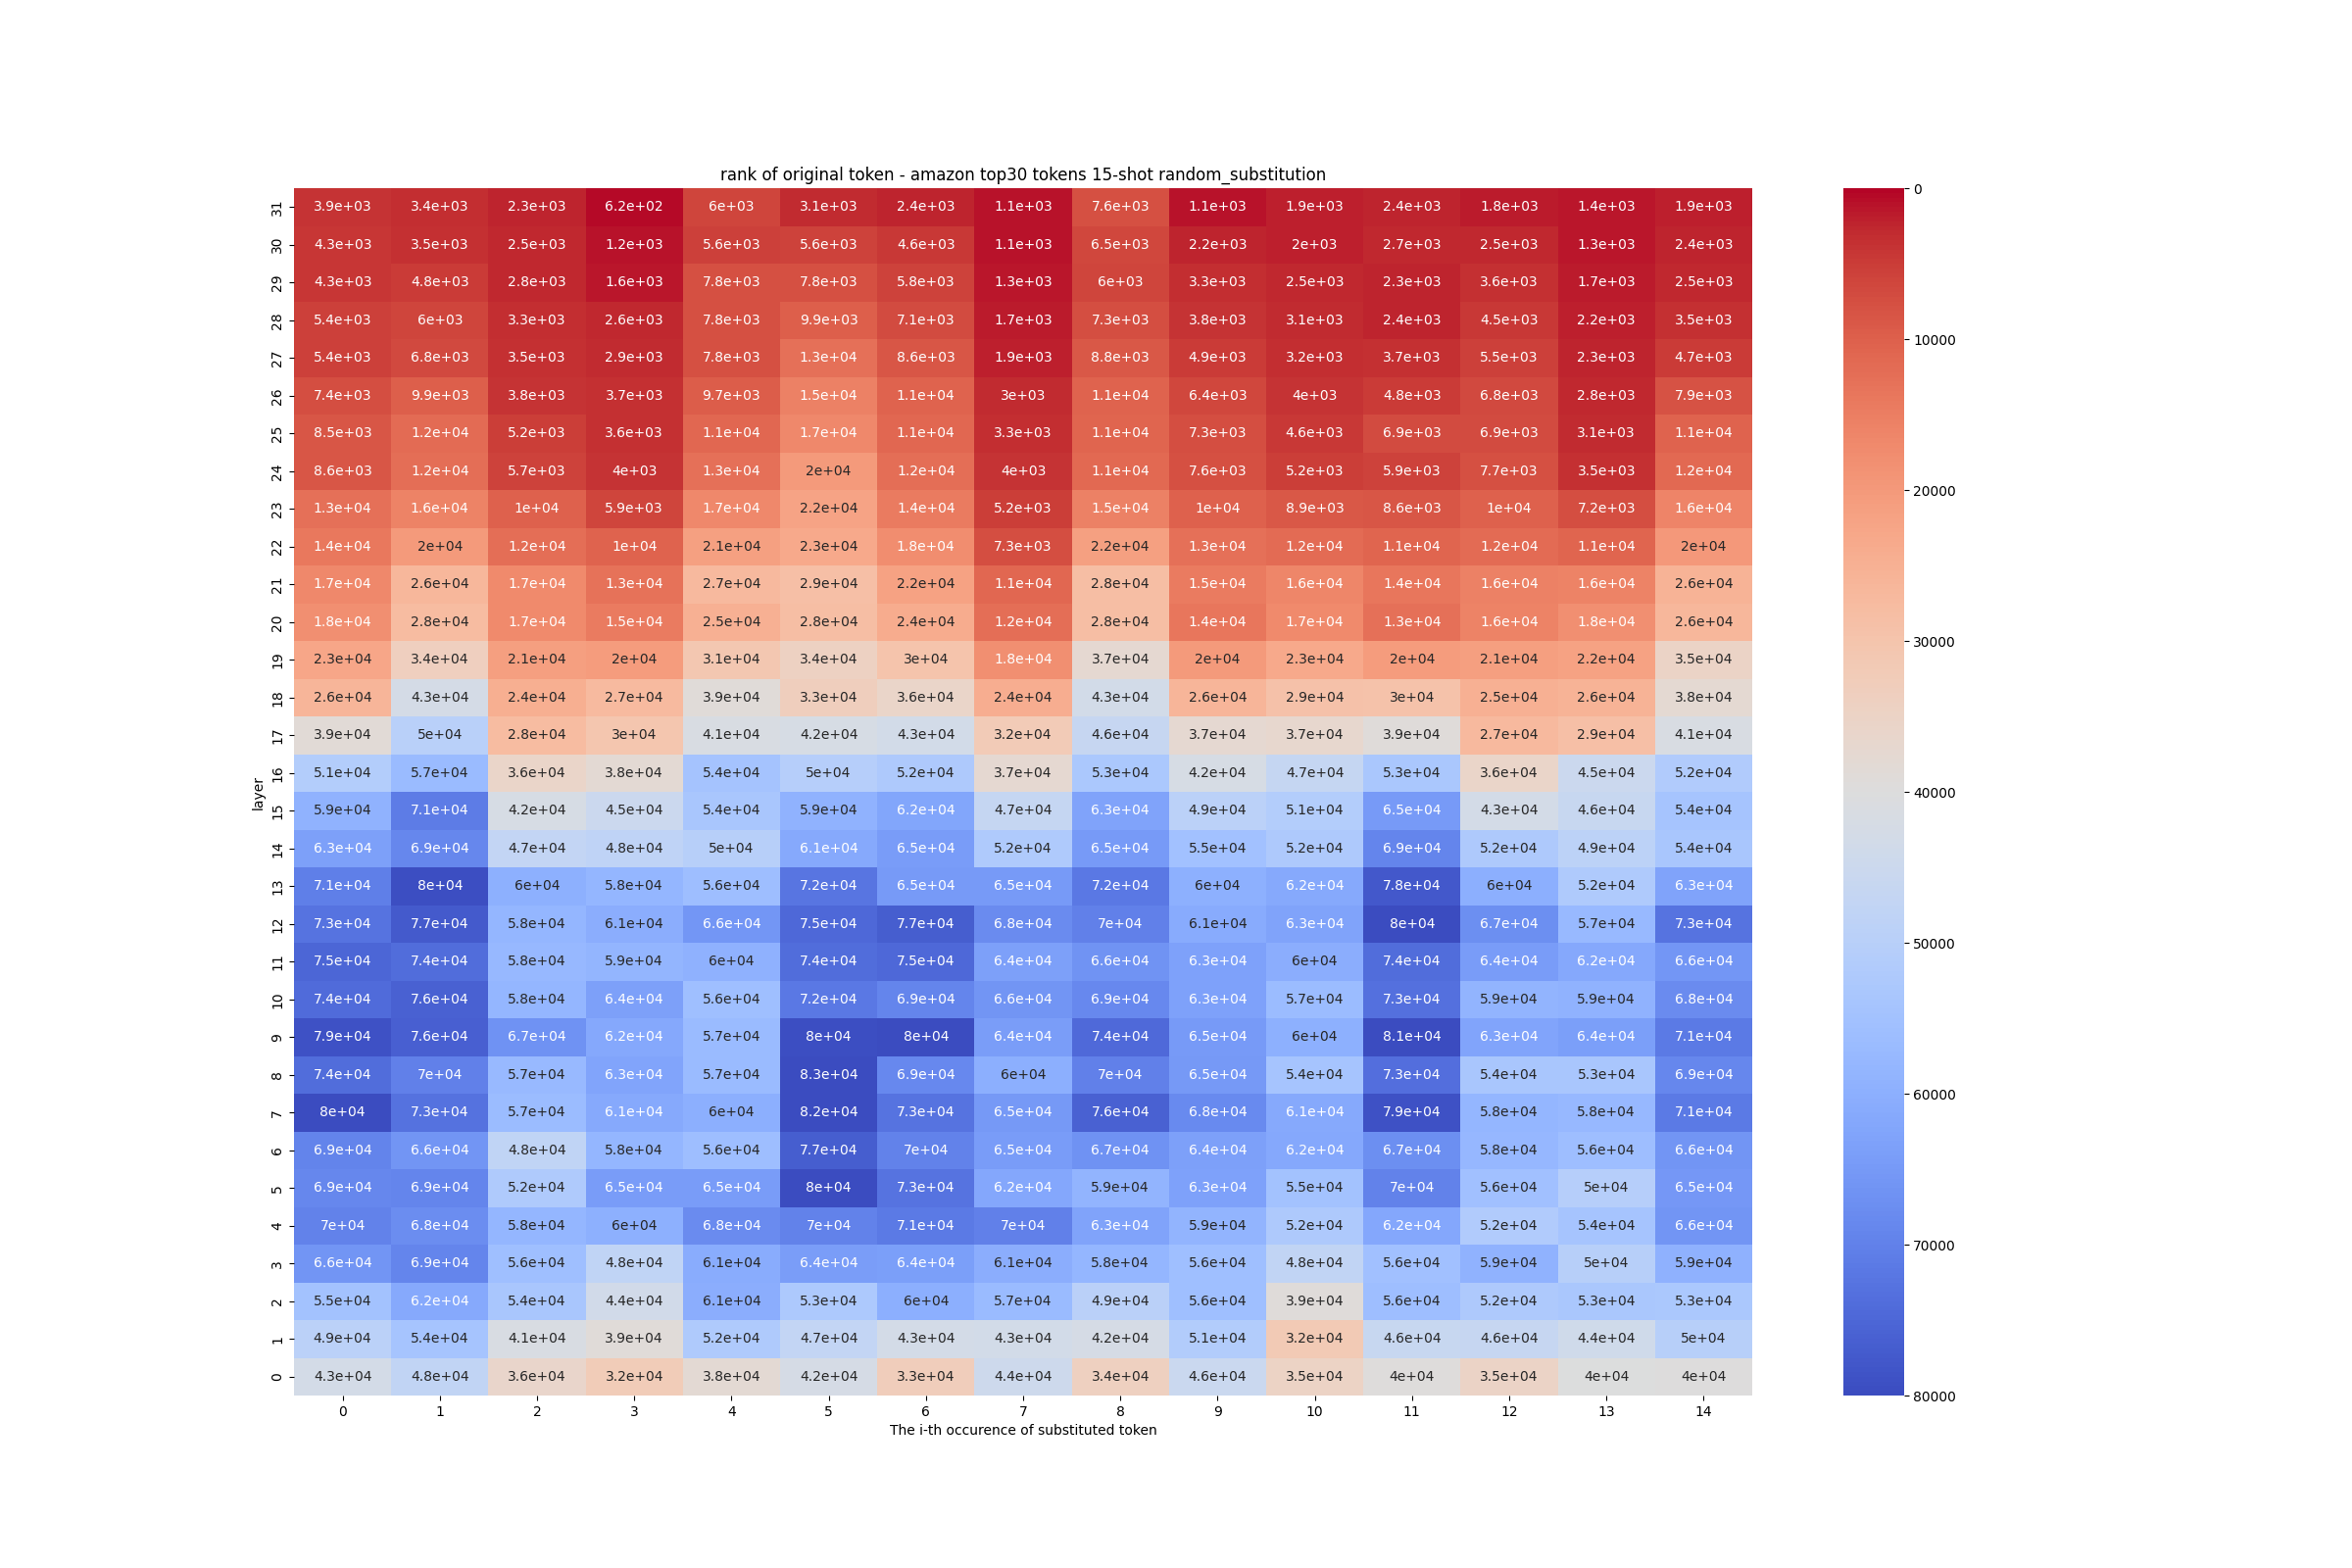 rank of original token - amazon top30 tokens 15-shot random_substitution
31 3.9e+03 3.4e+03 2.3e+03 6.2e+02 6e+03 3.1e+03 2.4e+03 1.1e+03 7.6e+03 1.1e+03 1.9e+03 2.4e+03 1.8e+03 1.4e+03 1.9e+03
30 4.3e+03 3.5e+03 2.5e+03 1.2e+03 5.6e+03 5.6e+03 4.6e+03 1.1e+03 6.5e+03 2.2e+03 2e+03 2.7e+03 2.5e+03 1.3e+03 2.4e+03
29 4.3e+03 4.8e+03 2.8e+03 1.6e+03 7.8e+03 7.8e+03 5.8e+03 1.3e+03 6e+03 3.3e+03 2.5e+03 2.3e+03 3.6e+03 1.7e+03 2.5e+03
28 5.4e+03 6e+03 3.3e+03 2.6e+03 7.8e+03 9.9e+03 7.1e+03 1.7e+03 7.3e+03 3.8e+03 3.1e+03 2.4e+03 4.5e+03 2.2e+03 3.5e+03
27 5.4e+03 6.8e+03 3.5e+03 2.9e+03 7.8e+03 1.3e+04 8.6e+03 1.9e+03 8.8e+03 4.9e+03 3.2e+03 3.7e+03 5.5e+03 2.3e+03 4.7e+03
26 7.4e+03 9.9e+03 3.8e+03 3.7e+03 9.7e+03 1.5e+04 1.1e+04 3e+03 1.1e+04 6.4e+03 4e+03 4.8e+03 6.8e+03 2.8e+03 7.9e+03
25 8.5e+03 1.2e+04 5.2e+03 3.6e+03 1.1e+04 1.7e+04 1.1e+04 3.3e+03 1.1e+04 7.3e+03 4.6e+03 6.9e+03 6.9e+03 3.1e+03 1.1e+04
24 8.6e+03 1.2e+04 5.7e+03 4e+03 1.3e+04 2e+04 1.2e+04 4e+03 1.1e+04 7.6e+03 5.2e+03 5.9e+03 7.7e+03 3.5e+03 1.2e+04
23 1.3e+04 1.6e+04 1e+04 5.9e+03 1.7e+04 2.2e+04 1.4e+04 5.2e+03 1.5e+04 1e+04 8.9e+03 8.6e+03 1e+04 7.2e+03 1.6e+04
22 1.4e+04 2e+04 1.2e+04 1e+04 2.1e+04 2.3e+04 1.8e+04 7.3e+03 2.2e+04 1.3e+04 1.2e+04 1.1e+04 1.2e+04 1.1e+04 2e+04
21 1.7e+04 2.6e+04 1.7e+04 1.3e+04 2.7e+04 2.9e+04 2.2e+04 1.1e+04 2.8e+04 1.5e+04 1.6e+04 1.4e+04 1.6e+04 1.6e+04 2.6e+04
20 1.8e+04 2.8e+04 1.7e+04 1.5e+04 2.5e+04 2.8e+04 2.4e+04 1.2e+04 2.8e+04 1.4e+04 1.7e+04 1.3e+04 1.6e+04 1.8e+04 2.6e+04
19 2.3e+04 3.4e+04 2.1e+04 2e+04 3.1e+04 3.4e+04 3e+04 1.8e+04 3.7e+04 2e+04 2.3e+04 2e+04 2.1e+04 2.2e+04 3.5e+04
18 2.6e+04 4.3e+04 2.4e+04 2.7e+04 3.9e+04 3.3e+04 3.6e+04 2.4e+04 4.3e+04 2.6e+04 2.9e+04 3e+04 2.5e+04 2.6e+04 3.8e+04
17 3.9e+04 5e+04 2.8e+04 3e+04 4.1e+04 4.2e+04 4.3e+04 3.2e+04 4.6e+04 3.7e+04 3.7e+04 3.9e+04 2.7e+04 2.9e+04 4.1e+04
16 5.1e+04 5.7e+04 3.6e+04 3.8e+04 5.4e+04 5e+04 5.2e+04 3.7e+04 5.3e+04 4.2e+04 4.7e+04 5.3e+04 3.6e+04 4.5e+04 5.2e+04
15 5.9e+04 7.1e+04 4.2e+04 4.5e+04 5.4e+04 5.9e+04 6.2e+04 4.7e+04 6.3e+04 4.9e+04 5.1e+04 6.5e+04 4.3e+04 4.6e+04 5.4e+04
14 6.3e+04 6.9e+04 4.7e+04 4.8e+04 5e+04 6.1e+04 6.5e+04 5.2e+04 6.5e+04 5.5e+04 5.2e+04 6.9e+04 5.2e+04 4.9e+04 5.4e+04
13 7.1e+04 8e+04 6e+04 5.8e+04 5.6e+04 7.2e+04 6.5e+04 6.5e+04 7.2e+04 6e+04 6.2e+04 7.8e+04 6e+04 5.2e+04 6.3e+04
12 7.3e+04 7.7e+04 5.8e+04 6.1e+04 6.6e+04 7.5e+04 7.7e+04 6.8e+04 7e+04 6.1e+04 6.3e+04 8e+04 6.7e+04 5.7e+04 7.3e+04
11 7.5e+04 7.4e+04 5.8e+04 5.9e+04 6e+04 7.4e+04 7.5e+04 6.4e+04 6.6e+04 6.3e+04 6e+04 7.4e+04 6.4e+04 6.2e+04 6.6e+04
10 7.4e+04 7.6e+04 5.8e+04 6.4e+04 5.6e+04 7.2e+04 6.9e+04 6.6e+04 6.9e+04 6.3e+04 5.7e+04 7.3e+04 5.9e+04 5.9e+04 6.8e+04
9 7.9e+04 7.6e+04 6.7e+04 6.2e+04 5.7e+04 8e+04 8e+04 6.4e+04 7.4e+04 6.5e+04 6e+04 8.1e+04 6.3e+04 6.4e+04 7.1e+04
8 7.4e+04 7e+04 5.7e+04 6.3e+04 5.7e+04 8.3e+04 6.9e+04 6e+04 7e+04 6.5e+04 5.4e+04 7.3e+04 5.4e+04 5.3e+04 6.9e+04
7 8e+04 7.3e+04 5.7e+04 6.1e+04 6e+04 8.2e+04 7.3e+04 6.5e+04 7.6e+04 6.8e+04 6.1e+04 7.9e+04 5.8e+04 5.8e+04 7.1e+04
6 6.9e+04 6.6e+04 4.8e+04 5.8e+04 5.6e+04 7.7e+04 7e+04 6.5e+04 6.7e+04 6.4e+04 6.2e+04 6.7e+04 5.8e+04 5.6e+04 6.6e+04
5 6.9e+04 6.9e+04 5.2e+04 6.5e+04 6.5e+04 8e+04 7.3e+04 6.2e+04 5.9e+04 6.3e+04 5.5e+04 7e+04 5.6e+04 5e+04 6.5e+04
4 7e+04 6.8e+04 5.8e+04 6e+04 6.8e+04 7e+04 7.1e+04 7e+04 6.3e+04 5.9e+04 5.2e+04 6.2e+04 5.2e+04 5.4e+04 6.6e+04
3 6.6e+04 6.9e+04 5.6e+04 4.8e+04 6.1e+04 6.4e+04 6.4e+04 6.1e+04 5.8e+04 5.6e+04 4.8e+04 5.6e+04 5.9e+04 5e+04 5.9e+04
2 5.5e+04 6.2e+04 5.4e+04 4.4e+04 6.1e+04 5.3e+04 6e+04 5.7e+04 4.9e+04 5.6e+04 3.9e+04 5.6e+04 5.2e+04 5.3e+04 5.3e+04
1 4.9e+04 5.4e+04 4.1e+04 3.9e+04 5.2e+04 4.7e+04 4.3e+04 4.3e+04 4.2e+04 5.1e+04 3.2e+04 4.6e+04 4.6e+04 4.4e+04 5e+04
0 4.3e+04 4.8e+04 3.6e+04 3.2e+04 3.8e+04 4.2e+04 3.3e+04 4.4e+04 3.4e+04 4.6e+04 3.5e+04 4e+04 3.5e+04 4e+04 4e+04
0 1 2 3 4 5 6 7 8 9 10 11 12 13 14
The i-th occurence of substituted token
layer
0
10000
20000
30000
40000
50000
60000
70000
80000